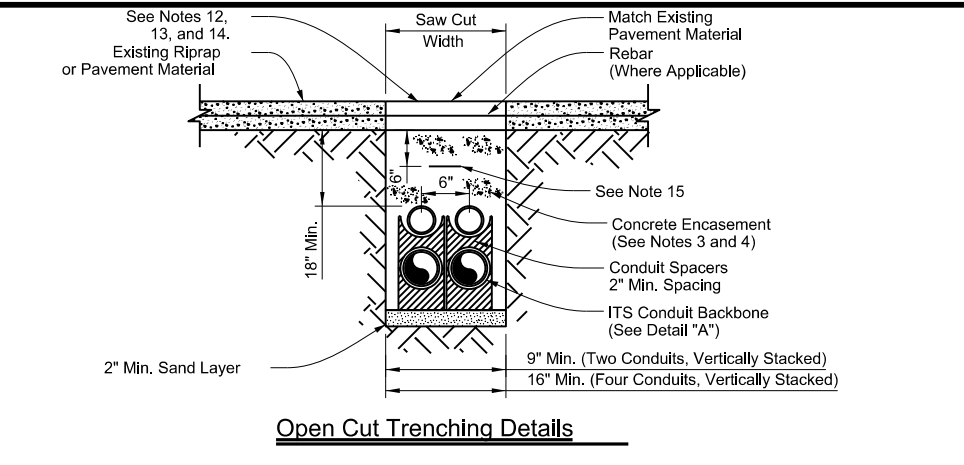 See Notes 12,
13, and 14.
Existing Riprap
or Pavement Material
Saw Cut
Width
Match Existing
Pavement Material
Rebar
(Where Applicable)
6"
6"
18" Min.
See Note 15
Concrete Encasement
(See Notes 3 and 4)
Conduit Spacers
2" Min. Spacing
ITS Conduit Backbone
(See Detail "A")
2" Min. Sand Layer
9" Min. (Two Conduits, Vertically Stacked)
16" Min. (Four Conduits, Vertically Stacked)
Open Cut Trenching Details